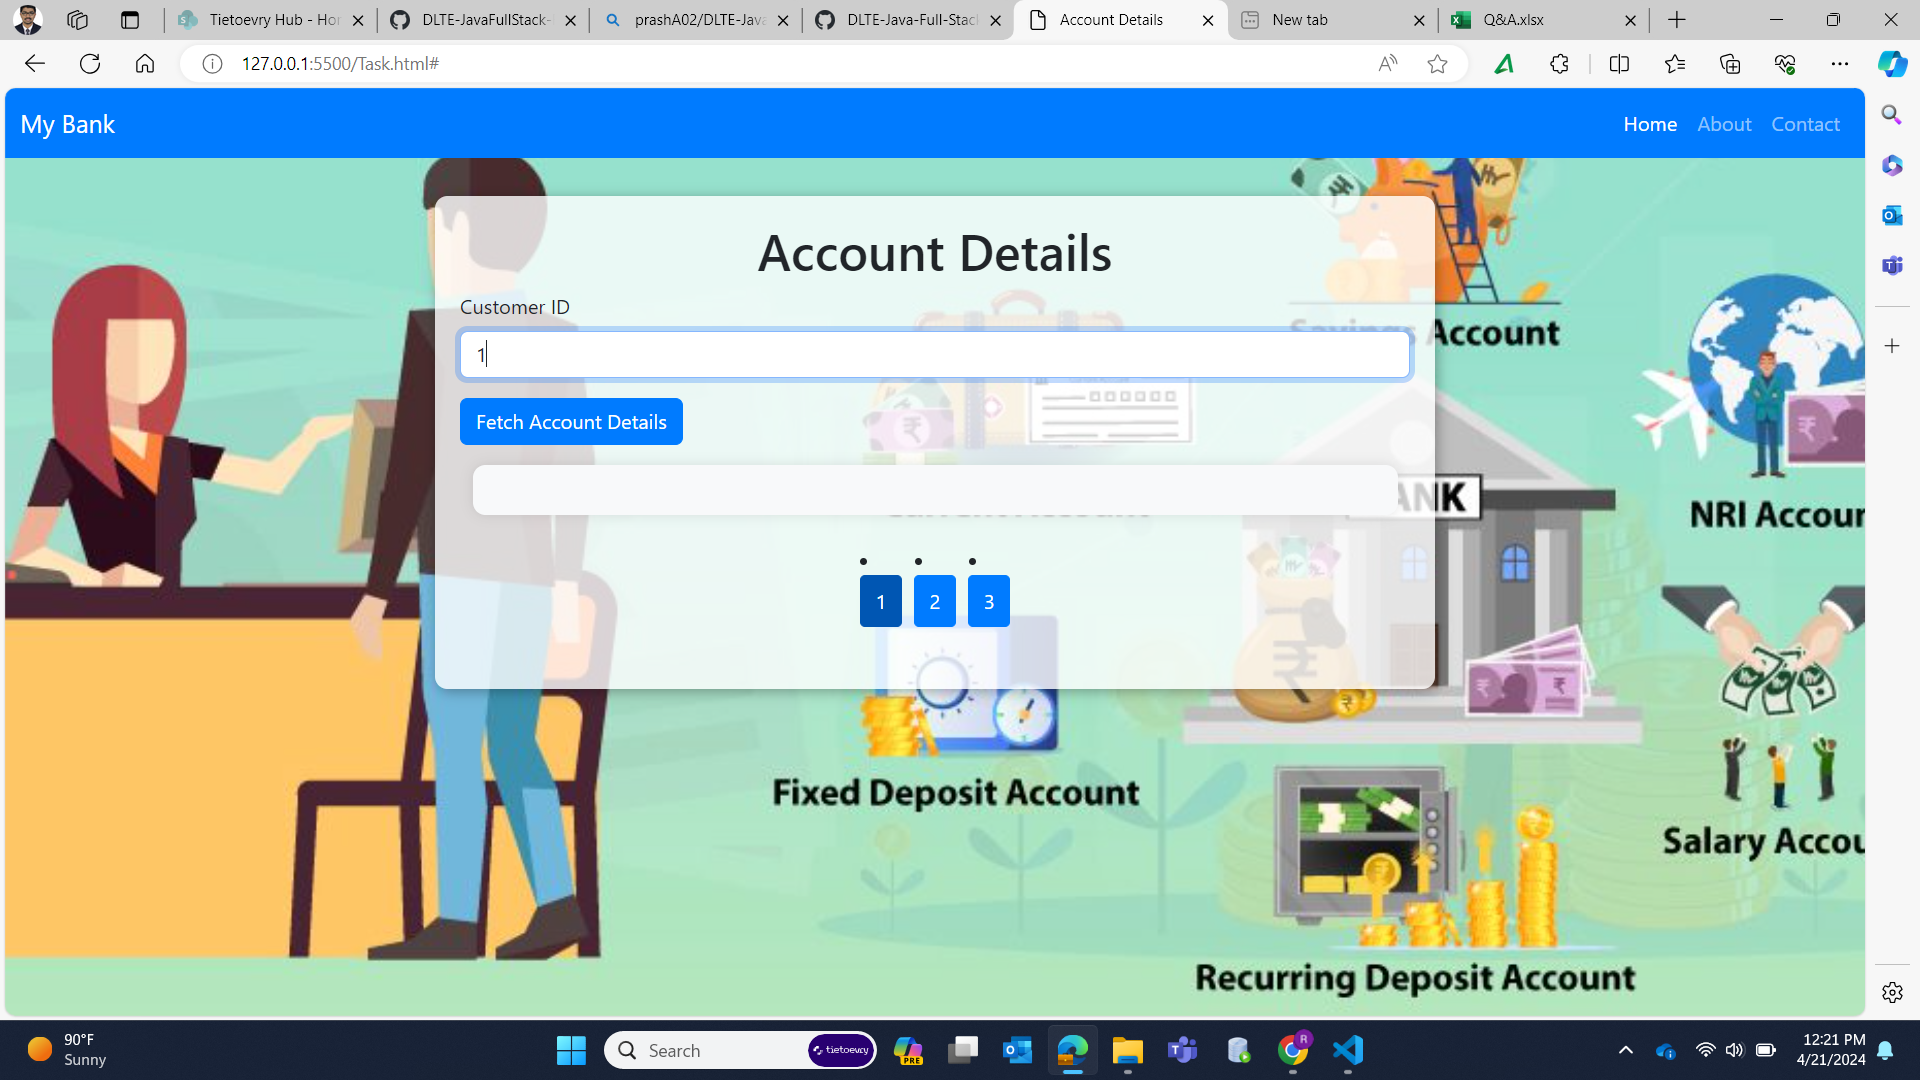 Tietoevry Hub - Hor
DLTE-JavaFullStack-
prashA02/DLTE-Java
DLTE-Java-Full-Stac
Account Details
New tab
Q&A.xlsx
127.0.0.1:5500/Task.html#
My Bank
Home
About
Contact
Account Details
Customer ID
1
Fetch Account Details
1
2
3
Account
ANK
NRI Accour
Fixed Deposit Account
Salary Accou
Recurring Deposit Account
90°F
Sunny
Search
tietoevry
PRE
R
12:21 PM
4/21/2024